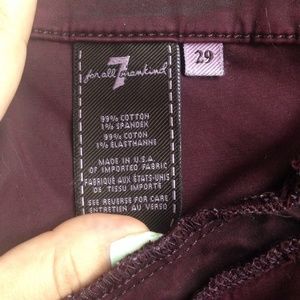 7
for all mankind
29
99% COTTON
1% SPANDEX
99% COTON
1% ELASTHANNE
MADE IN U.S.A
OF IMPORTED FABRIC
FABRIQUÉ AUX ÉTATS-UNIS
DE TISSU IMPORTÉ
SEE REVERSE FOR CARE
ENTRETIEN AU VERSO